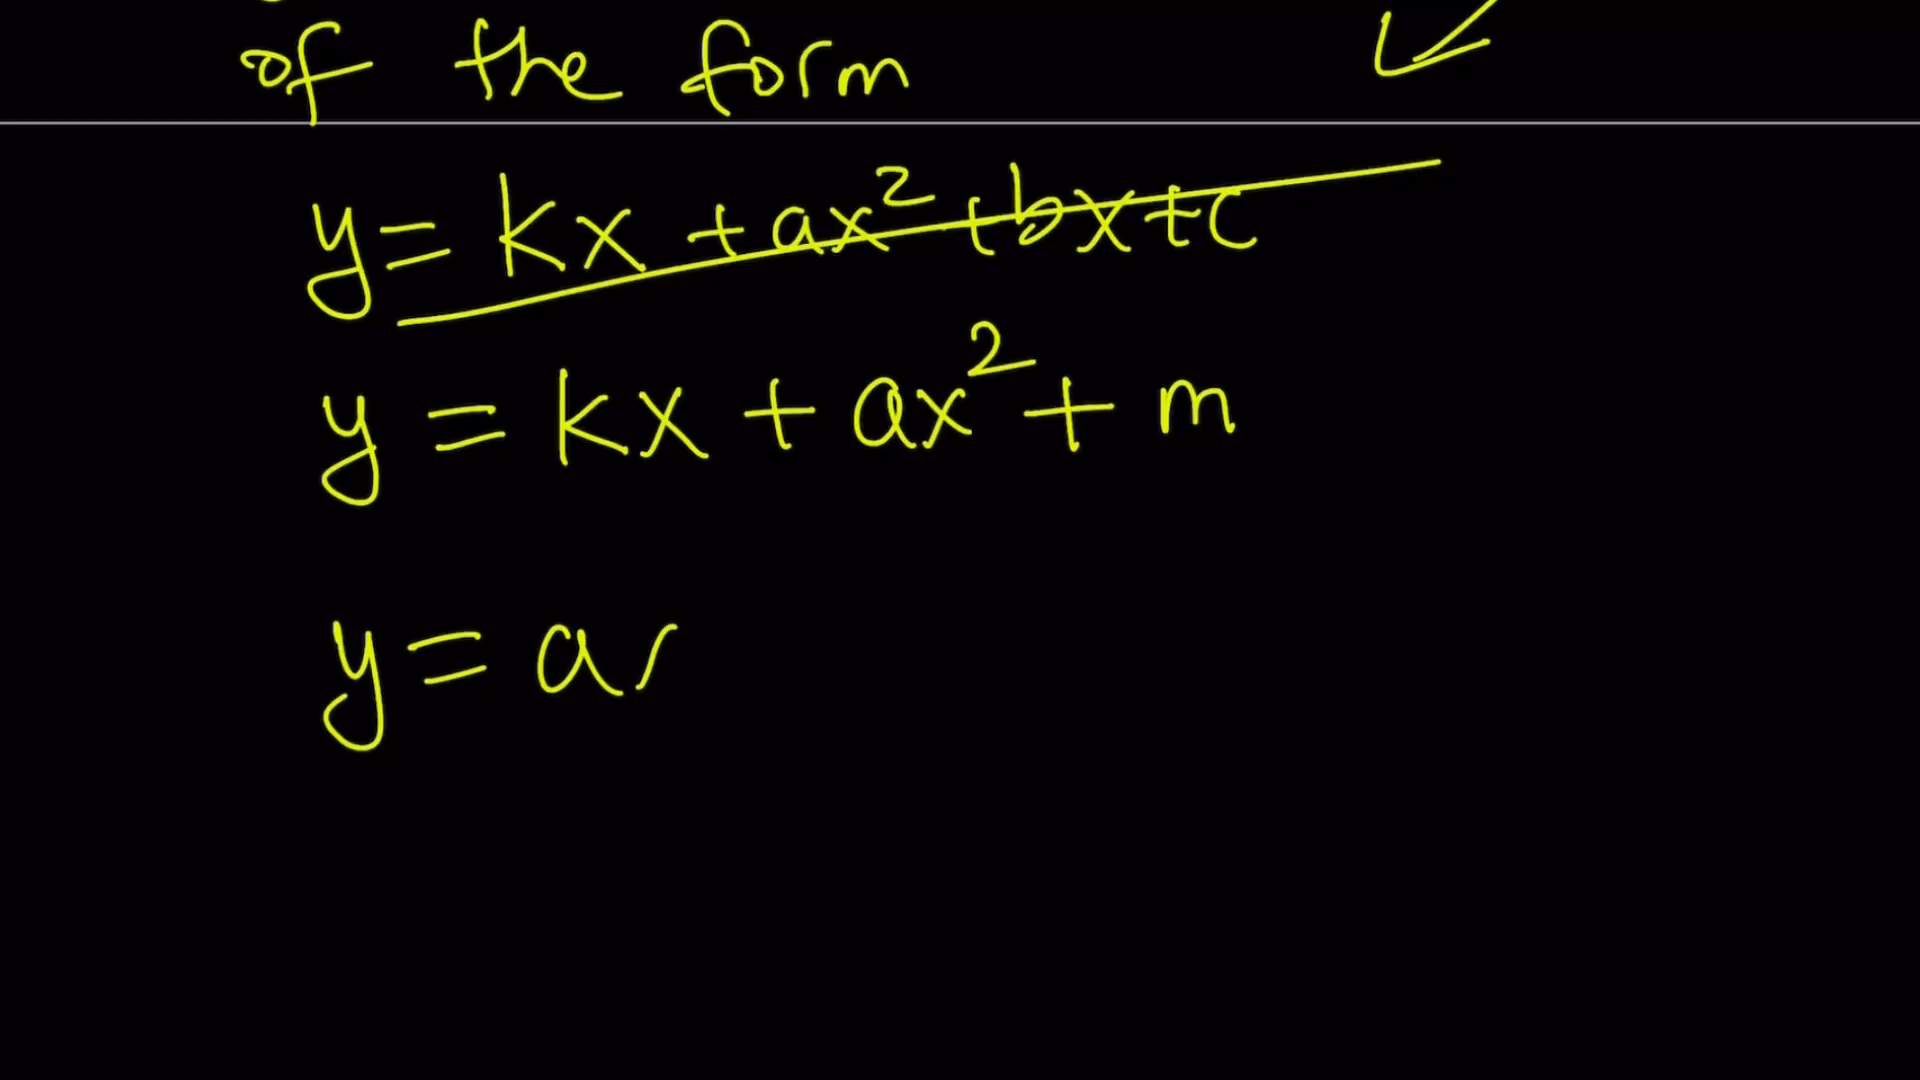 of the form
y = kx + ax² + bx + c
y = kx + ax² + m
y = a